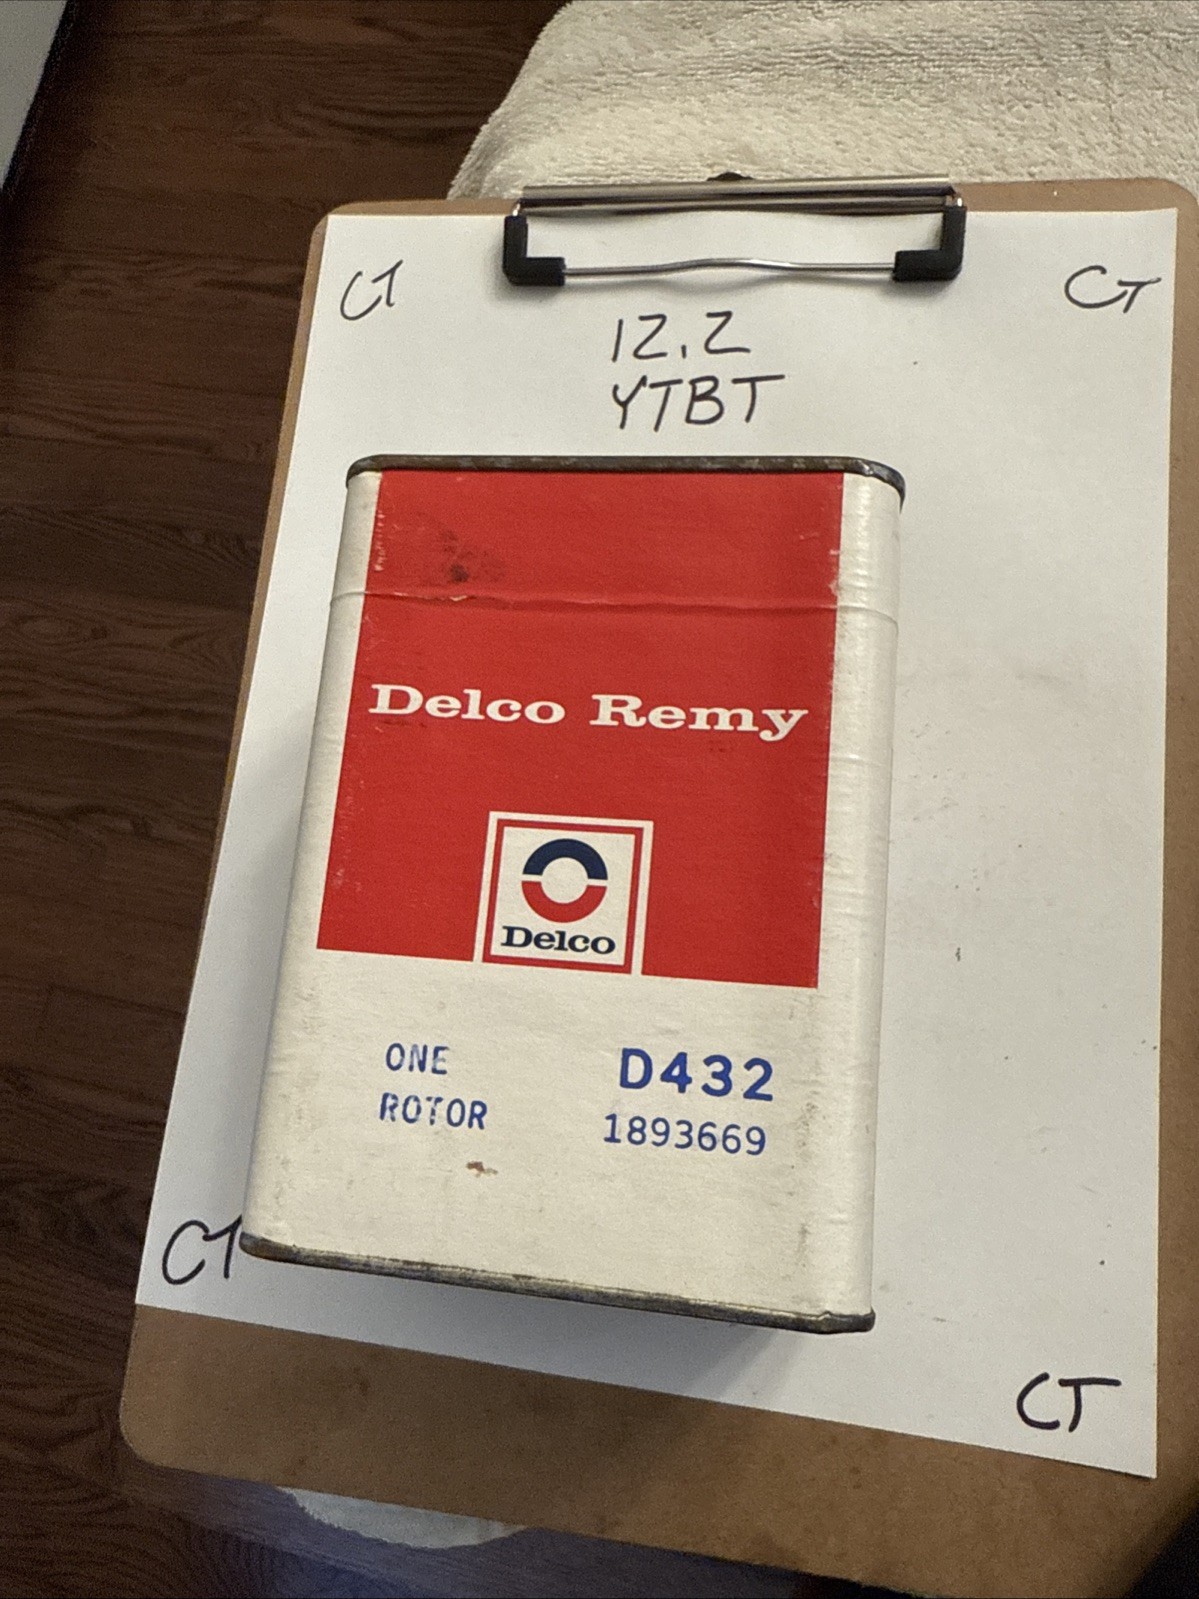 CT
CT
12.2
YTBT
Delco Remy
Delco
ONE
ROTOR
D432
1893669
CT
CT